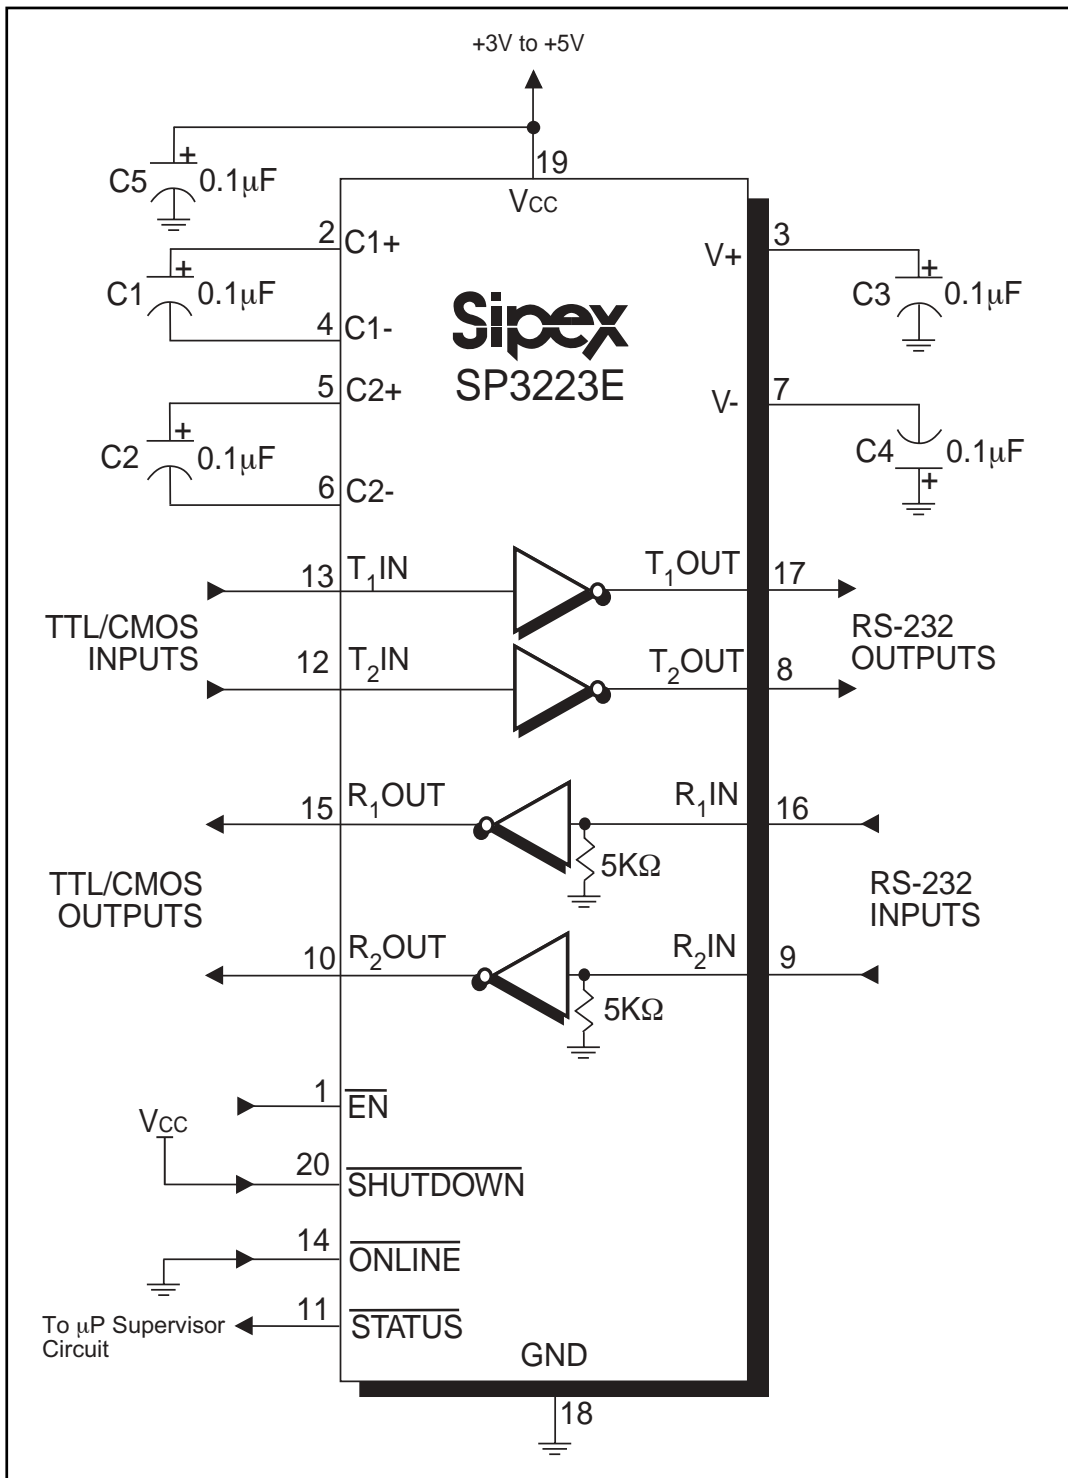 +3V to +5V
19
VCC
C5
+
0.1μF
2
C1+
C1
+
0.1μF
4
C1-
5
C2+
C2
+
0.1μF
6
C2-
Sipex
SP3223E
3
V+
C3
+
0.1μF
7
V-
C4
0.1μF
+
13
T1IN
T1OUT
17
TTL/CMOS
INPUTS
RS-232
OUTPUTS
12
T2IN
T2OUT
8
15
R1OUT
R1IN
16
5KΩ
TTL/CMOS
OUTPUTS
RS-232
INPUTS
10
R2OUT
R2IN
9
5KΩ
1
EN
VCC
20
SHUTDOWN
14
ONLINE
11
STATUS
To μP Supervisor
Circuit
GND
18